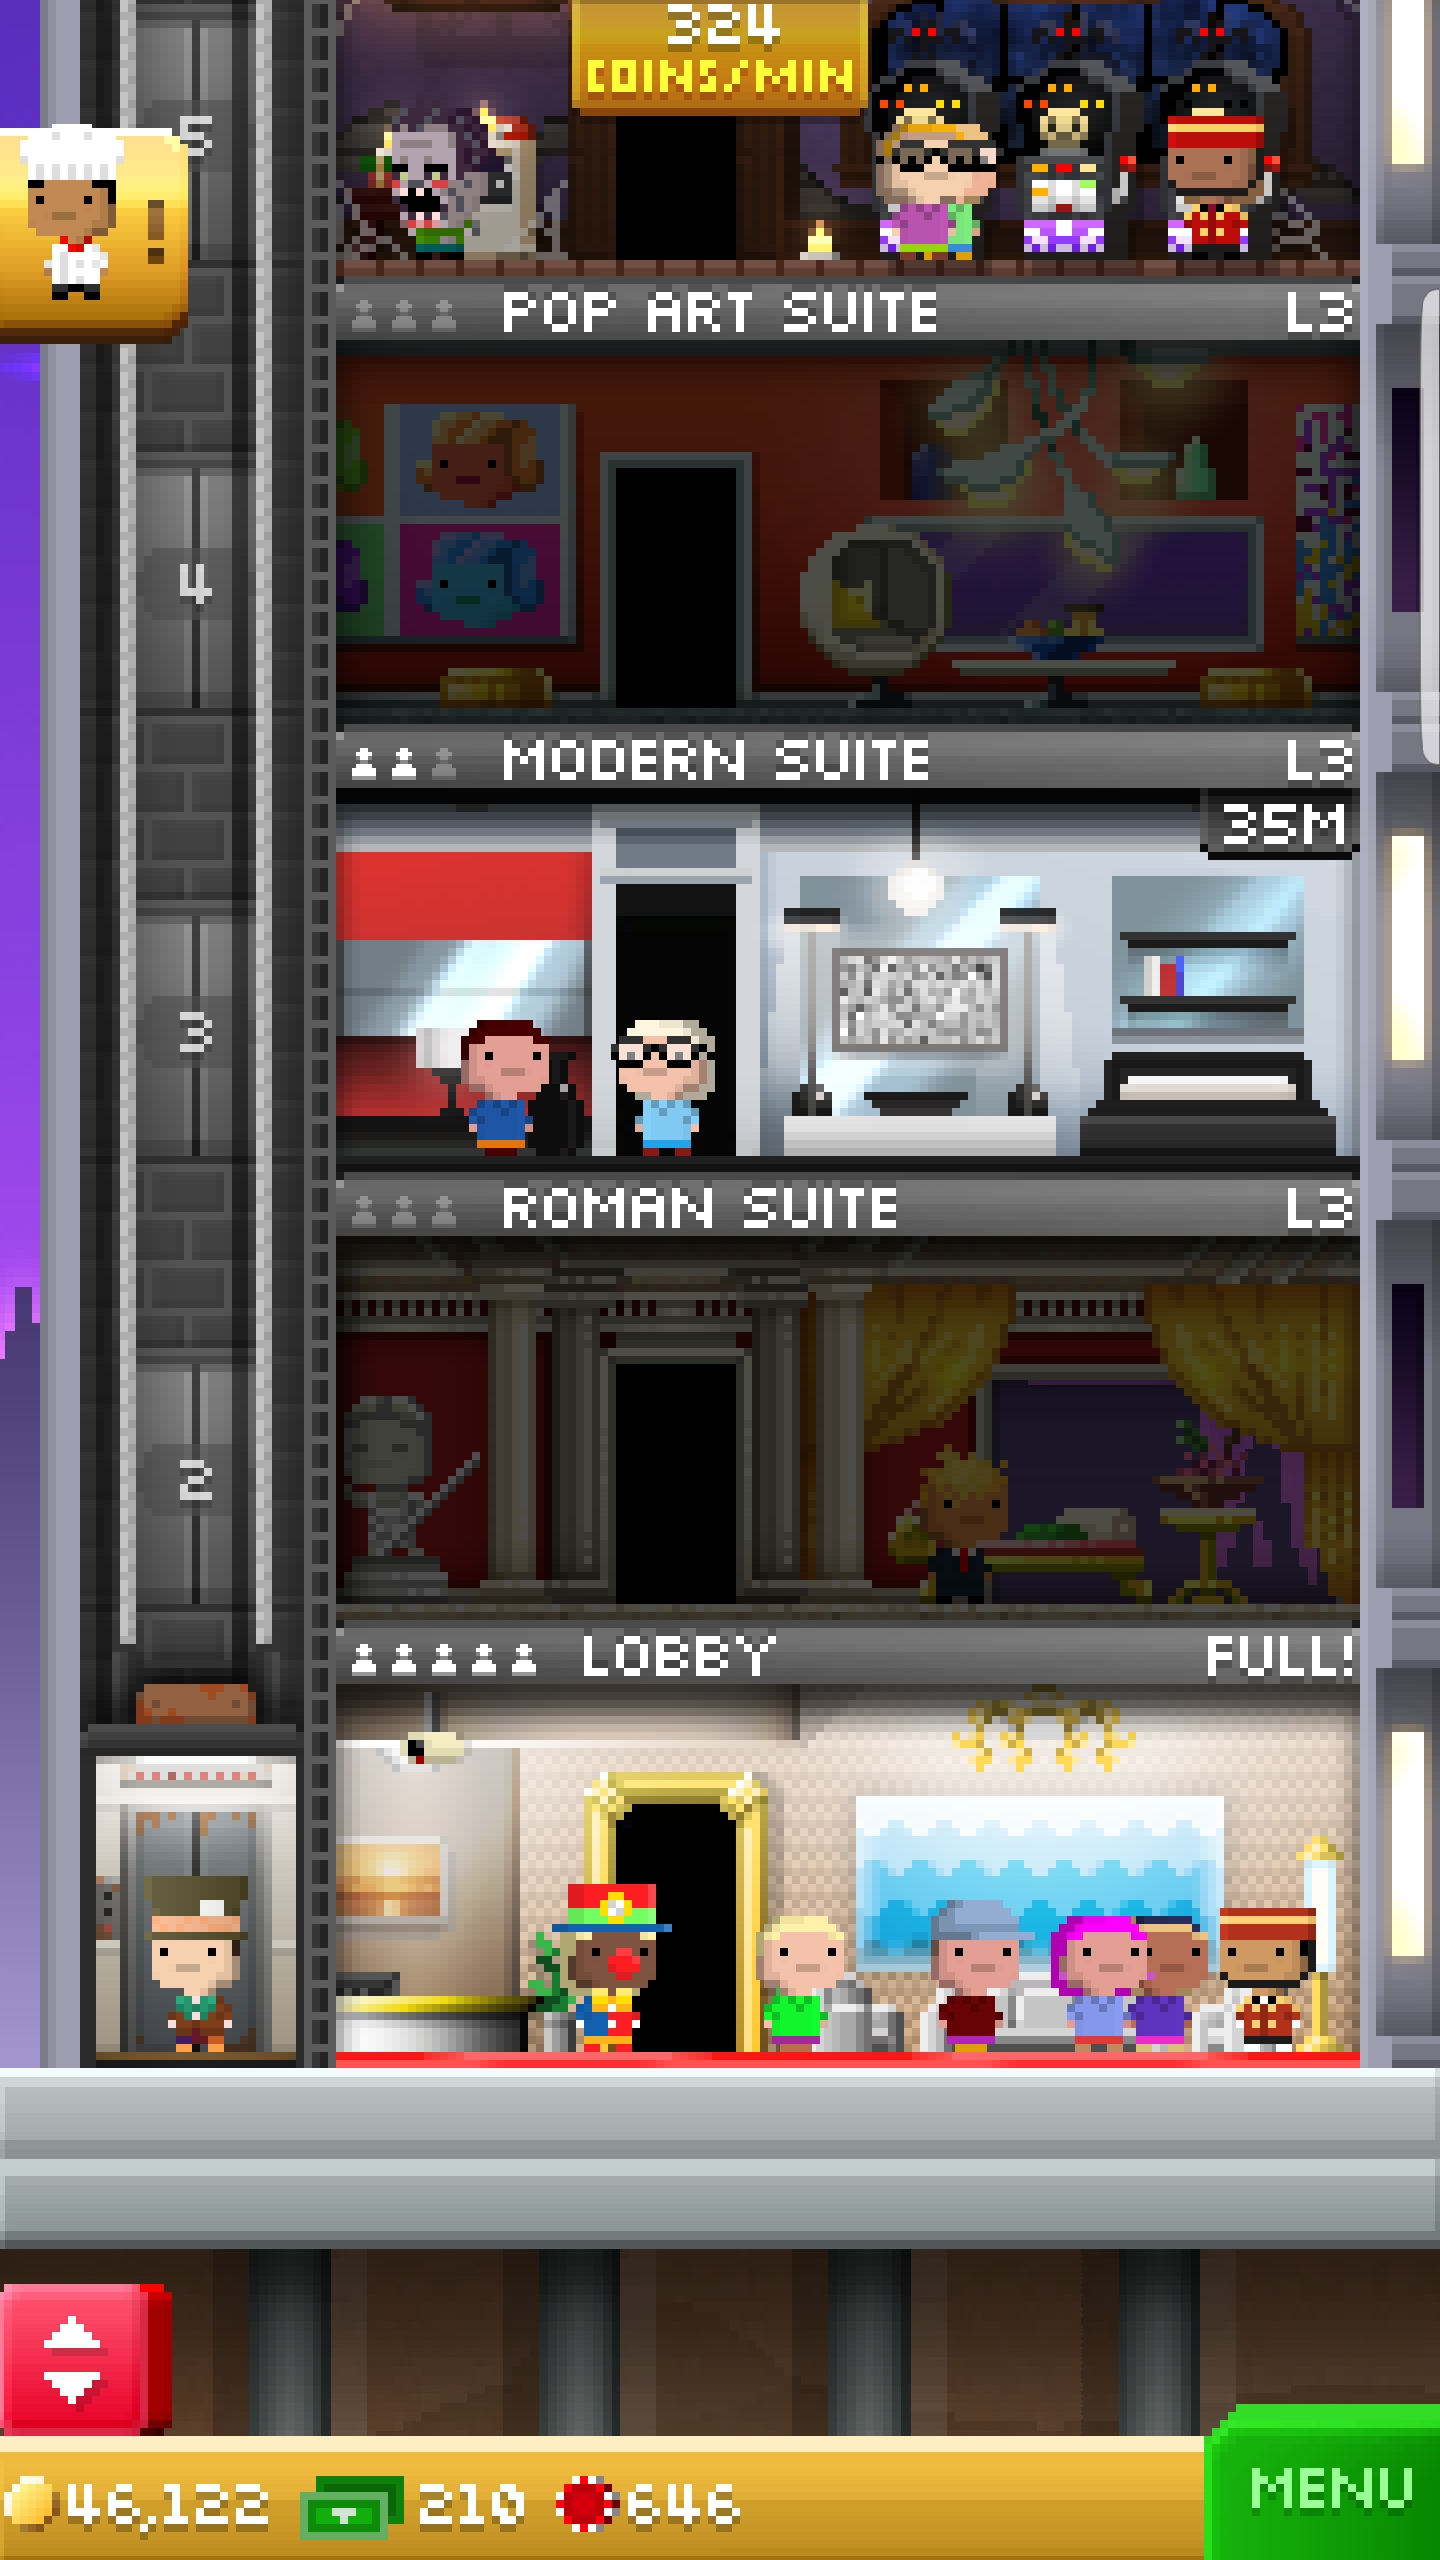 324
COINS/MIN
5
!
POP ART SUITE L3
4
MODERN SUITE L3
35M
3
ROMAN SUITE L3
2
LOBBY FULL!
46,122 210 646
MENU